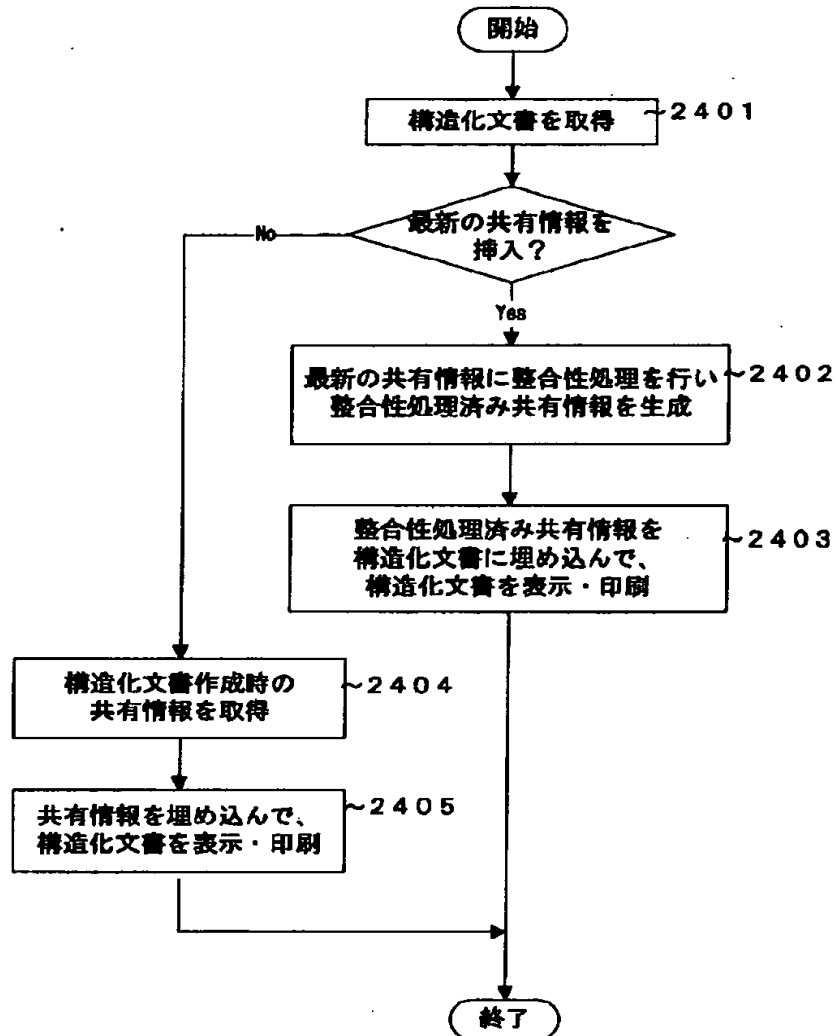 開始
構造化文書を取得
~2401
最新の共有情報を
挿入?
No
Yes
最新の共有情報に整合性処理を行い
整合性処理済み共有情報を生成
~2402
整合性処理済み共有情報を
構造化文書に埋め込んで、
構造化文書を表示・印刷
~2403
構造化文書作成時の
共有情報を取得
~2404
共有情報を埋め込んで、
構造化文書を表示・印刷
~2405
終了